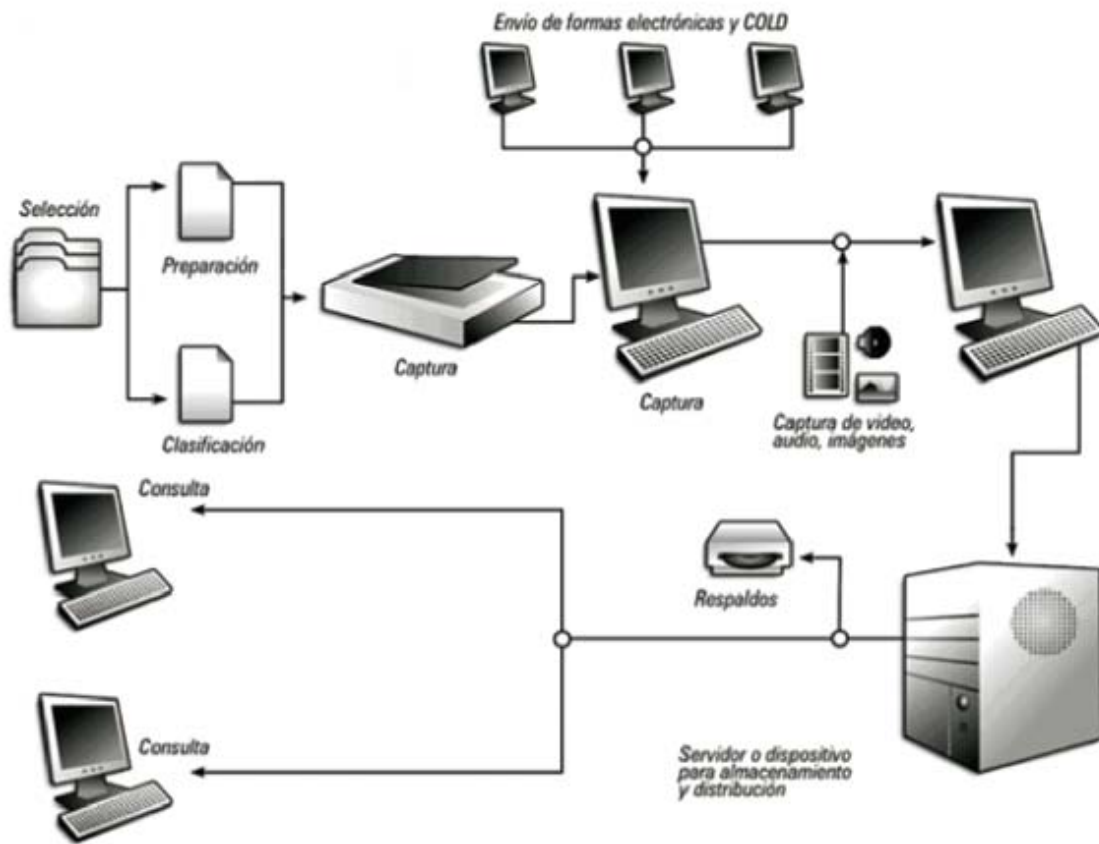 Envío de formas electrónicas y COLD
Selección
Preparación
Clasificación
Captura
Captura
Captura de video,
audio, imágenes
Consulta
Respaldos
Consulta
Servidor o dispositivo
para almacenamiento
y distribución